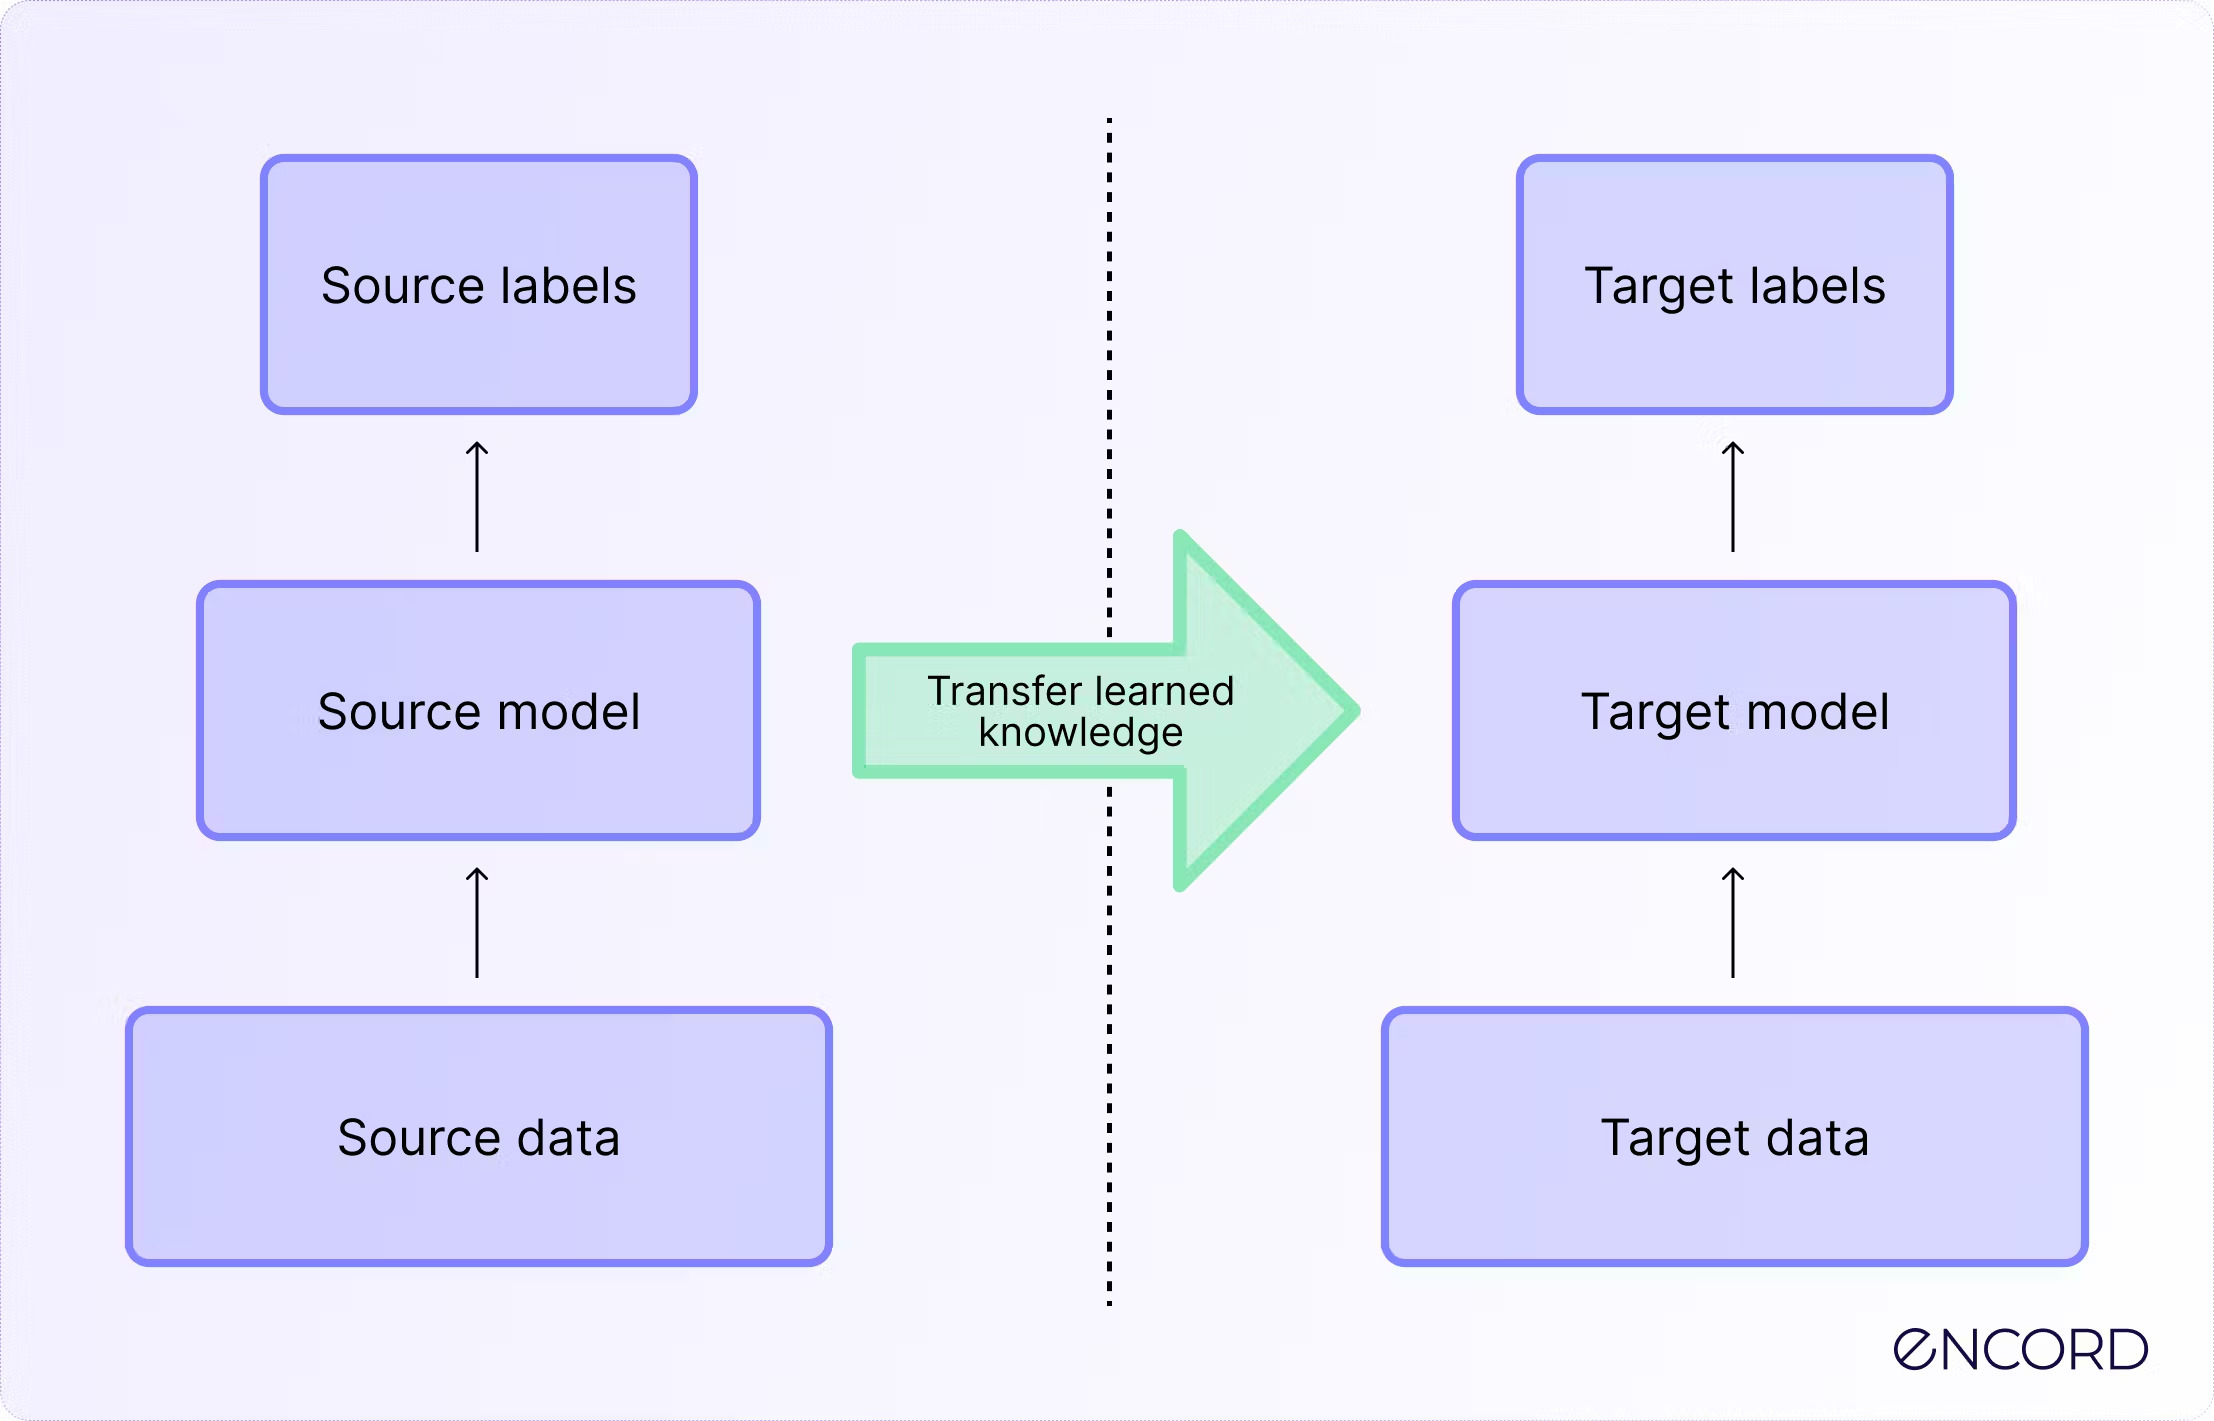 Source labels
Target labels
Source model
Transfer learned
knowledge
Target model
Source data
Target data
eNCORD